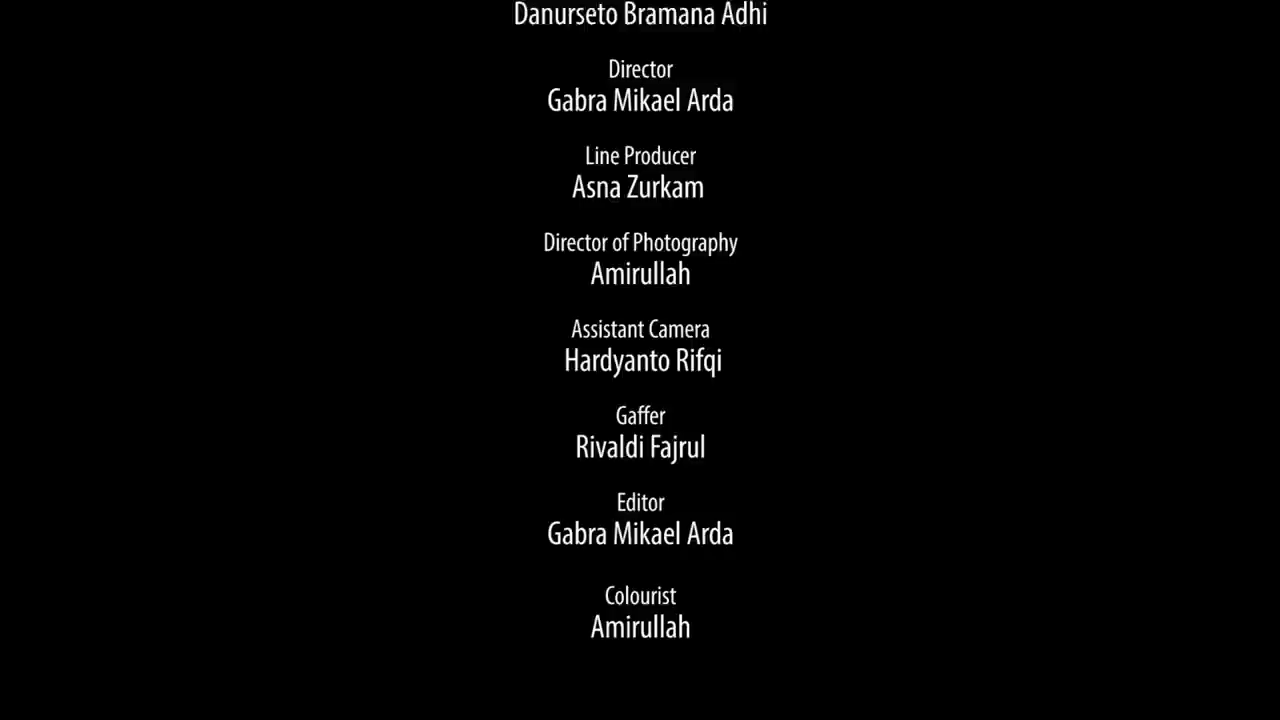 Danurseto Bramana Adhi
Director
Gabra Mikael Arda
Line Producer
Asna Zurkam
Director of Photography
Amirullah
Assistant Camera
Hardyanto Rifqi
Gaffer
Rivaldi Fajrul
Editor
Gabra Mikael Arda
Colourist
Amirullah